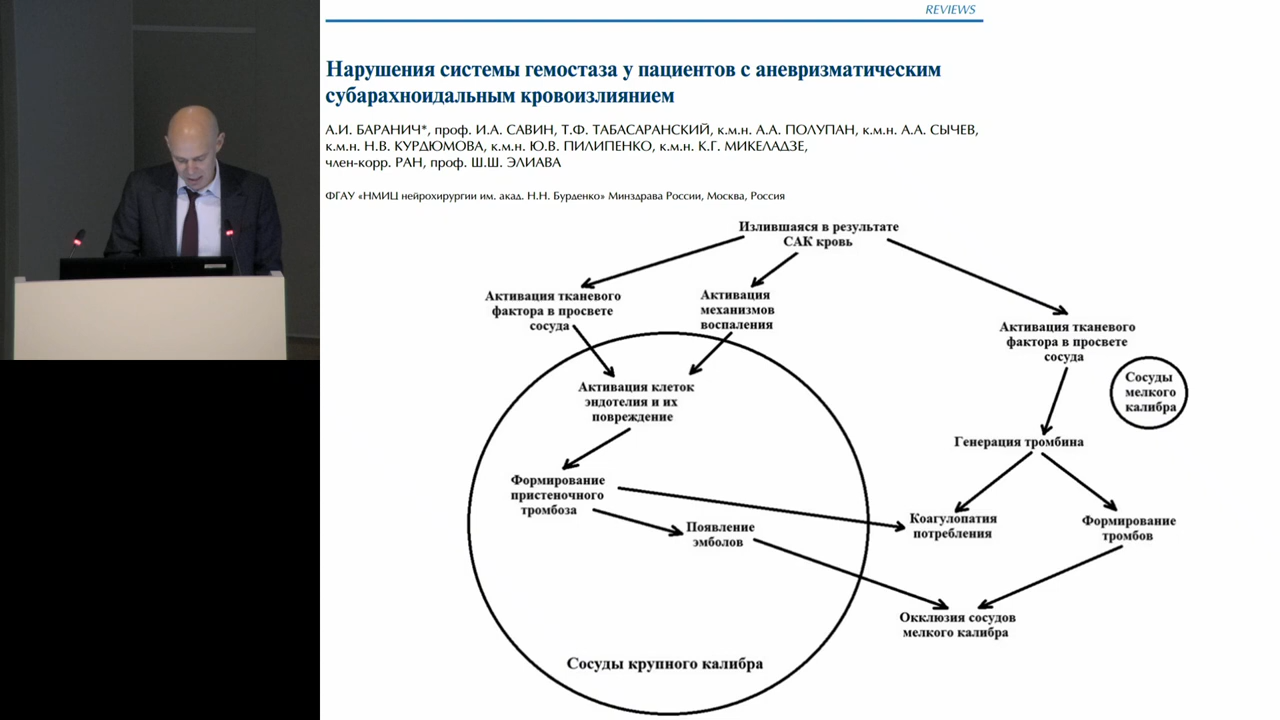 REVIEWS
Нарушения системы гемостаза у пациентов с аневризматическим
субарахноидальным кровоизлиянием
А.И. БАРАНИЧ*, проф. И.А. САВИН, Т.Ф. ТАБАСАРАНСКИЙ, к.м.н. А.А. ПОЛУПАН, к.м.н. А.А. СЫЧЕВ,
к.м.н. Н.В. КУРДЮМОВА, к.м.н. Ю.В. ПИЛИПЕНКО, к.м.н. К.Г. МИКЕЛАДЗЕ,
член-корр. РАН, проф. Ш.Ш. ЭЛИАВА
ФГАУ «НМИЦ нейрохирургии им. акад. Н.Н. Бурденко» Минздрава России, Москва, Россия
Излившаяся в результате
САК кровь
Активация тканевого
фактора в просвете
сосуда
Активация
механизмов
воспаления
Активация тканевого
фактора в просвете
сосуда
Сосуды
мелкого
калибра
Активация клеток
эндотелия и их
повреждение
Генерация тромбина
Формирование
пристеночного
тромбоза
Появление
эмболов
Коагулопатия
потребления
Формирование
тромбов
Окклюзия сосудов
мелкого калибра
Сосуды крупного калибра